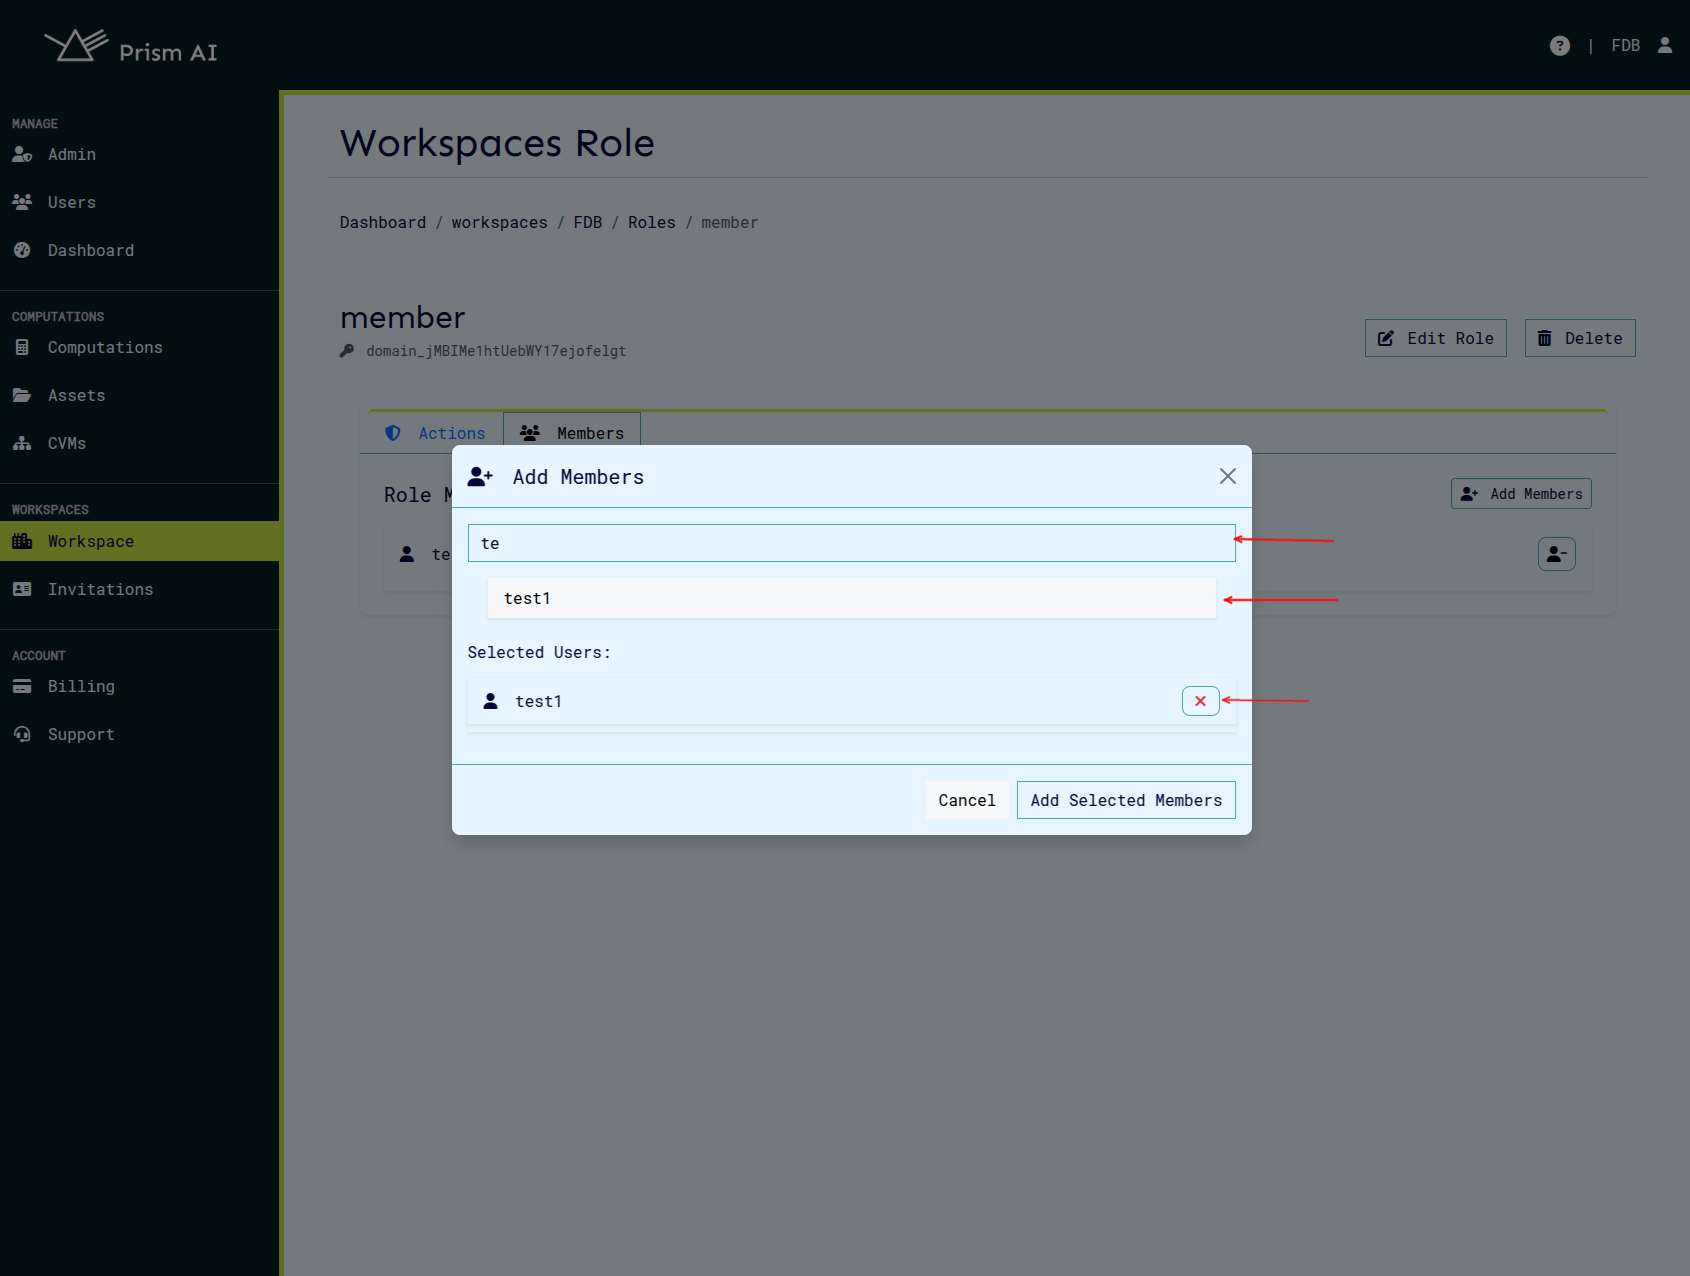 Prism AI
? | FDB
MANAGE
Admin
Users
Dashboard
COMPUTATIONS
Computations
Assets
CVMs
WORKSPACES
Workspace
Invitations
ACCOUNT
Billing
Support
Workspaces Role
Dashboard / workspaces / FDB / Roles / member
member
domain_jMBIMe1htUebWY17ejofelgt
Edit Role
Delete
Actions
Members
Role M
Add Members
te
Add Members
te
test1
Selected Users:
test1
Cancel
Add Selected Members